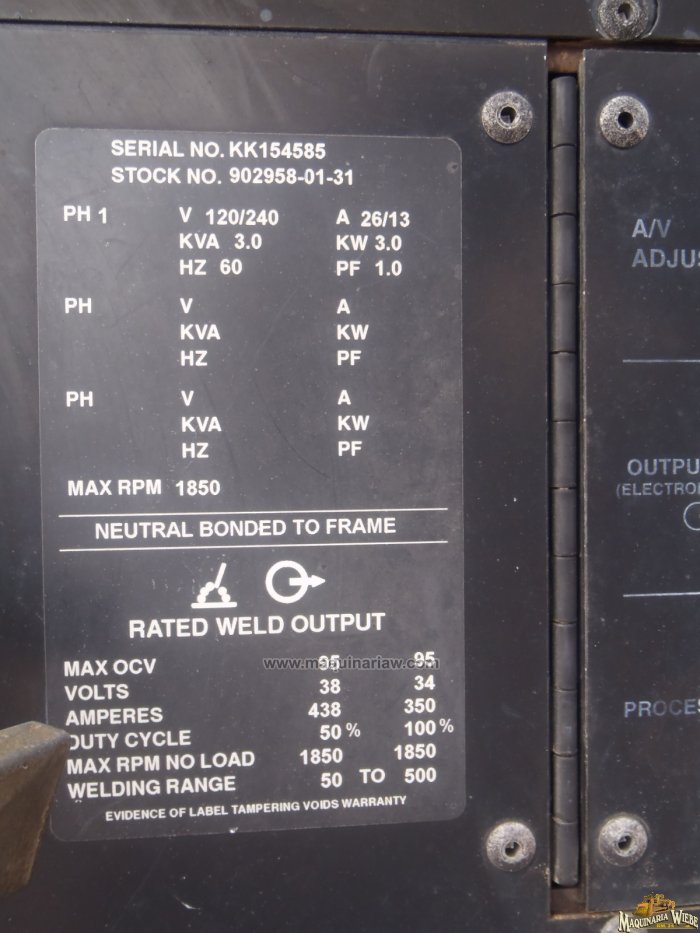 SERIAL NO. KK154585
STOCK NO. 902958-01-31
PH 1 V 120/240 A 26/13
KVA 3.0 KW 3.0
HZ 60 PF 1.0
PH V A
KVA KW
HZ PF
PH V A
KVA KW
HZ PF
MAX RPM 1850
NEUTRAL BONDED TO FRAME
RATED WELD OUTPUT
MAX OCV 95 95
www.maquinariaw.com
VOLTS 38 34
AMPERES 438 350
DUTY CYCLE 50 % 100 %
MAX RPM NO LOAD 1850 1850
WELDING RANGE 50 TO 500
EVIDENCE OF LABEL TAMPERING VOIDS WARRANTY
A/V
ADJUS
OUTPU
(ELECTRO
PROCES
MAQUINARIA WIEBE